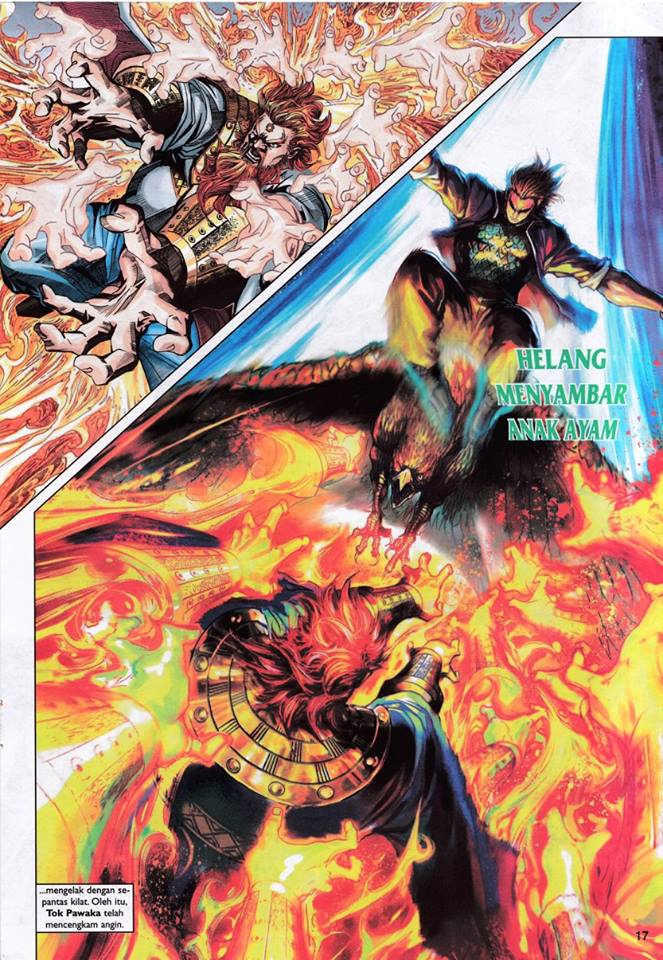 HELANG
MENYAMBAR
ANAK AYAM
...mengelak dengan se-
pantas kilat. Oleh itu,
Tok Pawaka telah
mencengkam angin.
17